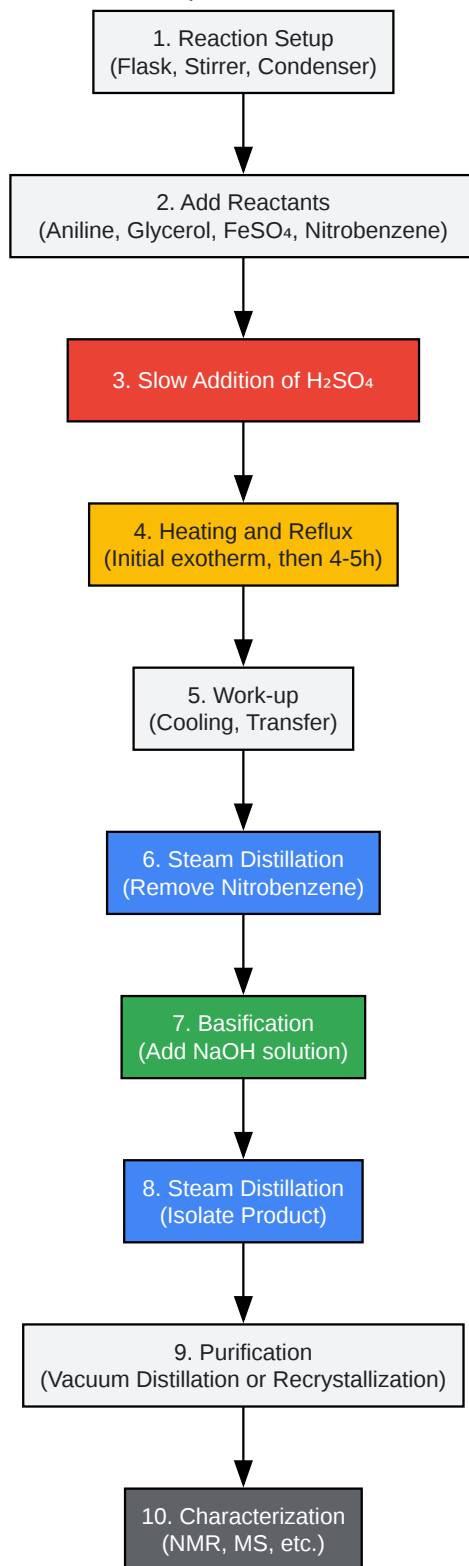 1. Reaction Setup
(Flask, Stirrer, Condenser)
2. Add Reactants
(Aniline, Glycerol, FeSO₄, Nitrobenzene)
3. Slow Addition of H₂SO₄
4. Heating and Reflux
(Initial exotherm, then 4-5h)
5. Work-up
(Cooling, Transfer)
6. Steam Distillation
(Remove Nitrobenzene)
7. Basification
(Add NaOH solution)
8. Steam Distillation
(Isolate Product)
9. Purification
(Vacuum Distillation or Recrystallization)
10. Characterization
(NMR, MS, etc.)